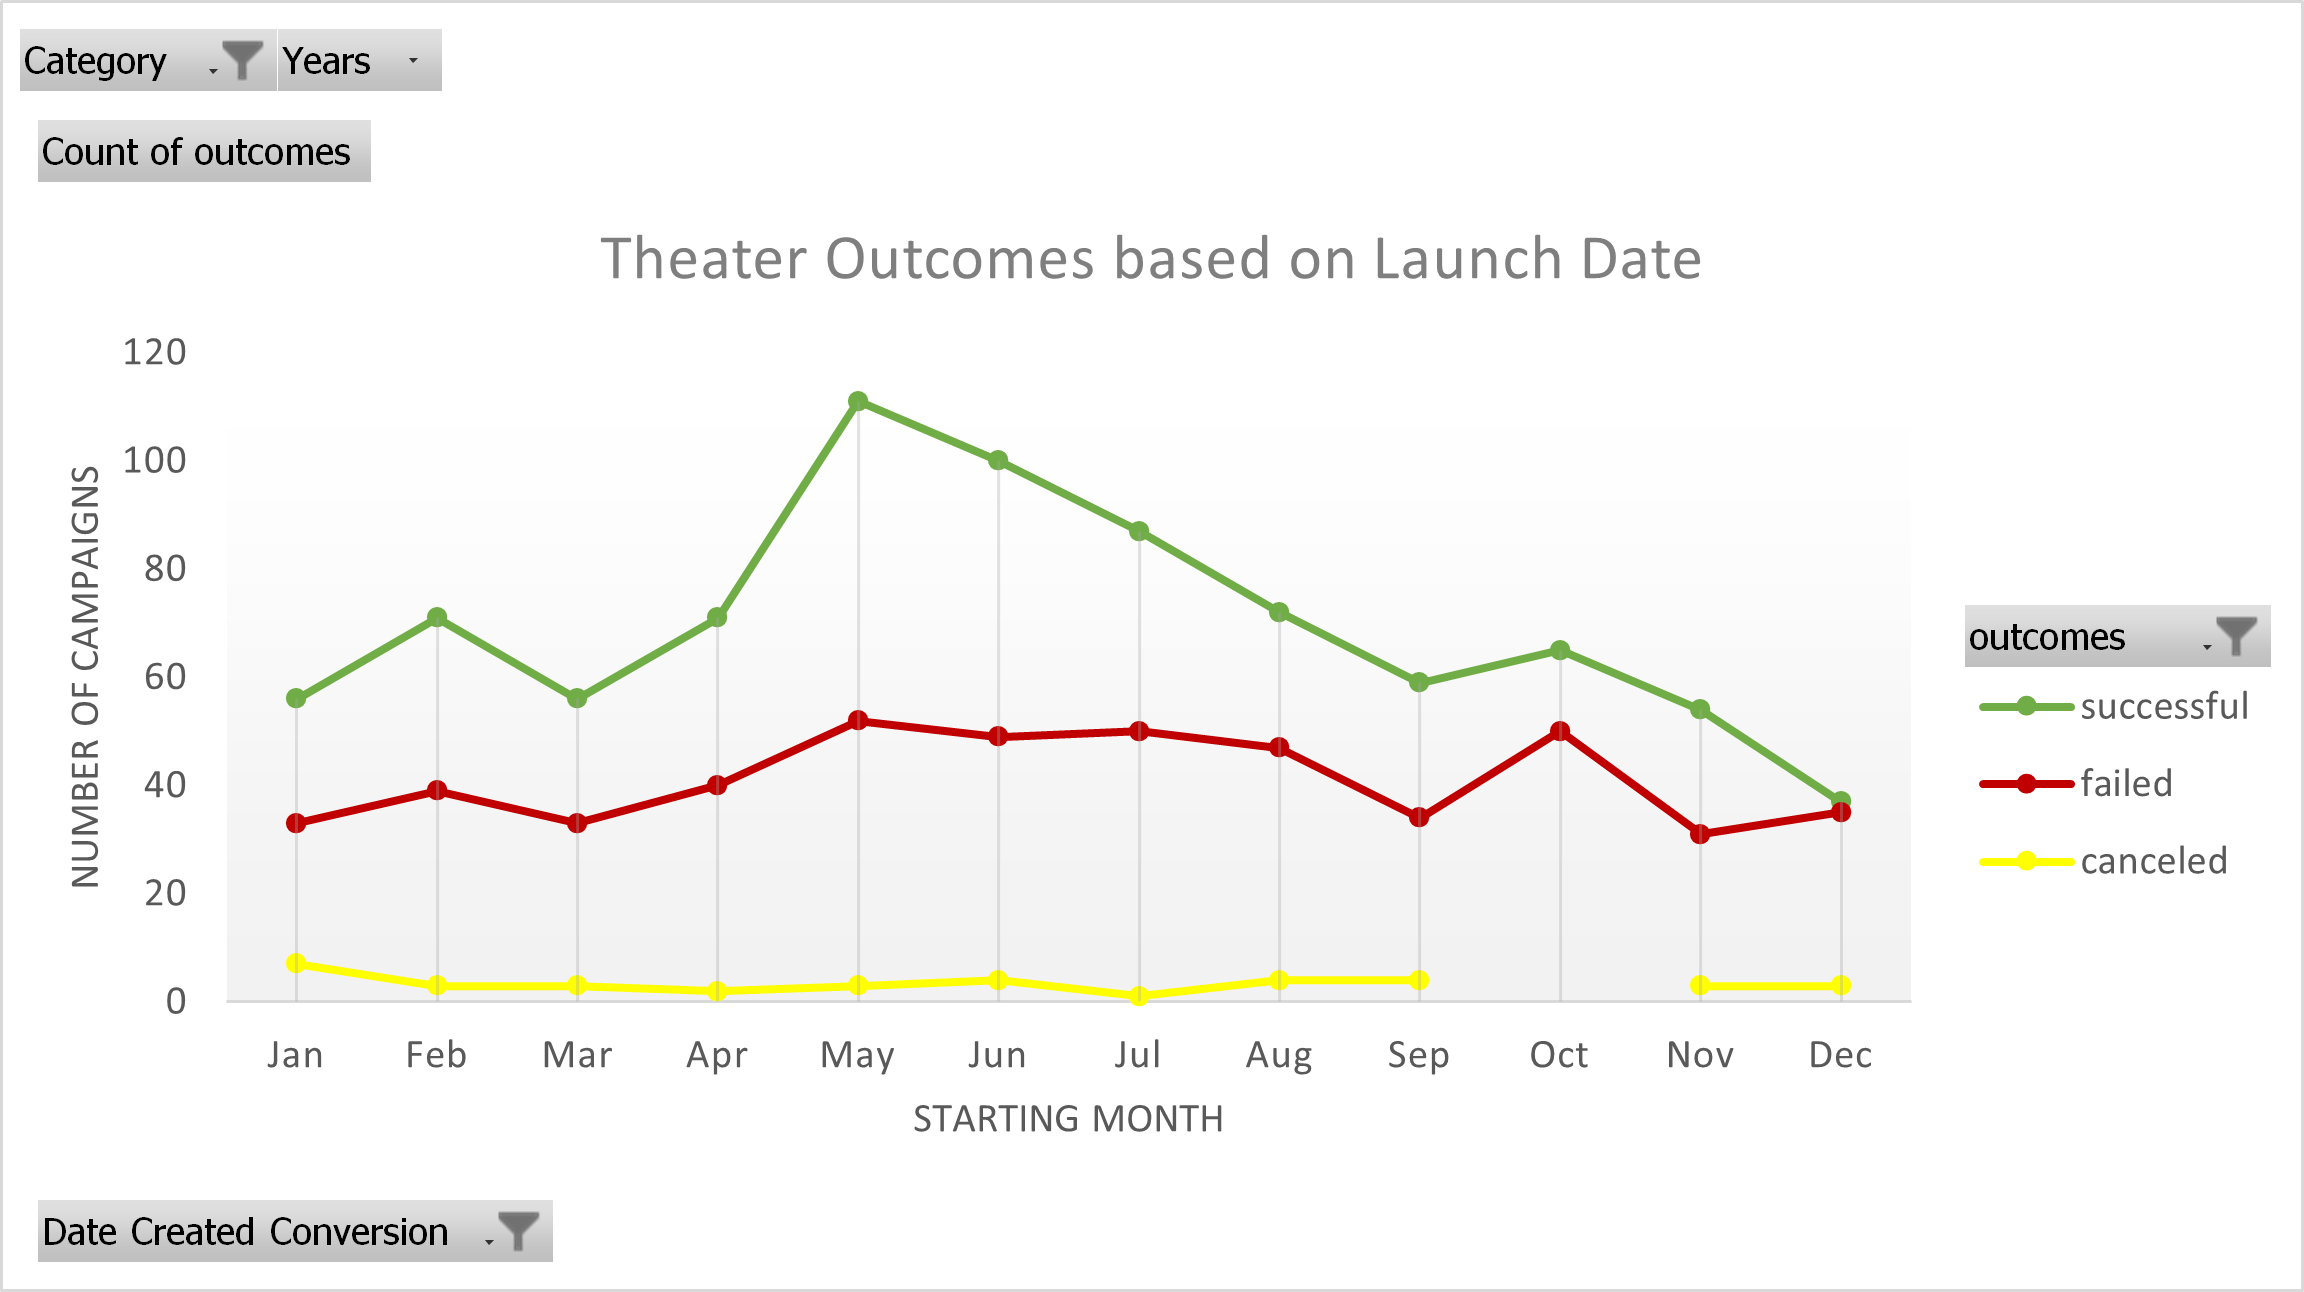 Category Years
Count of outcomes
Theater Outcomes based on Launch Date
NUMBER OF CAMPAIGNS
120
100
80
60
40
20
0
Jan Feb Mar Apr May Jun Jul Aug Sep Oct Nov Dec
STARTING MONTH
outcomes
successful
failed
canceled
Date Created Conversion